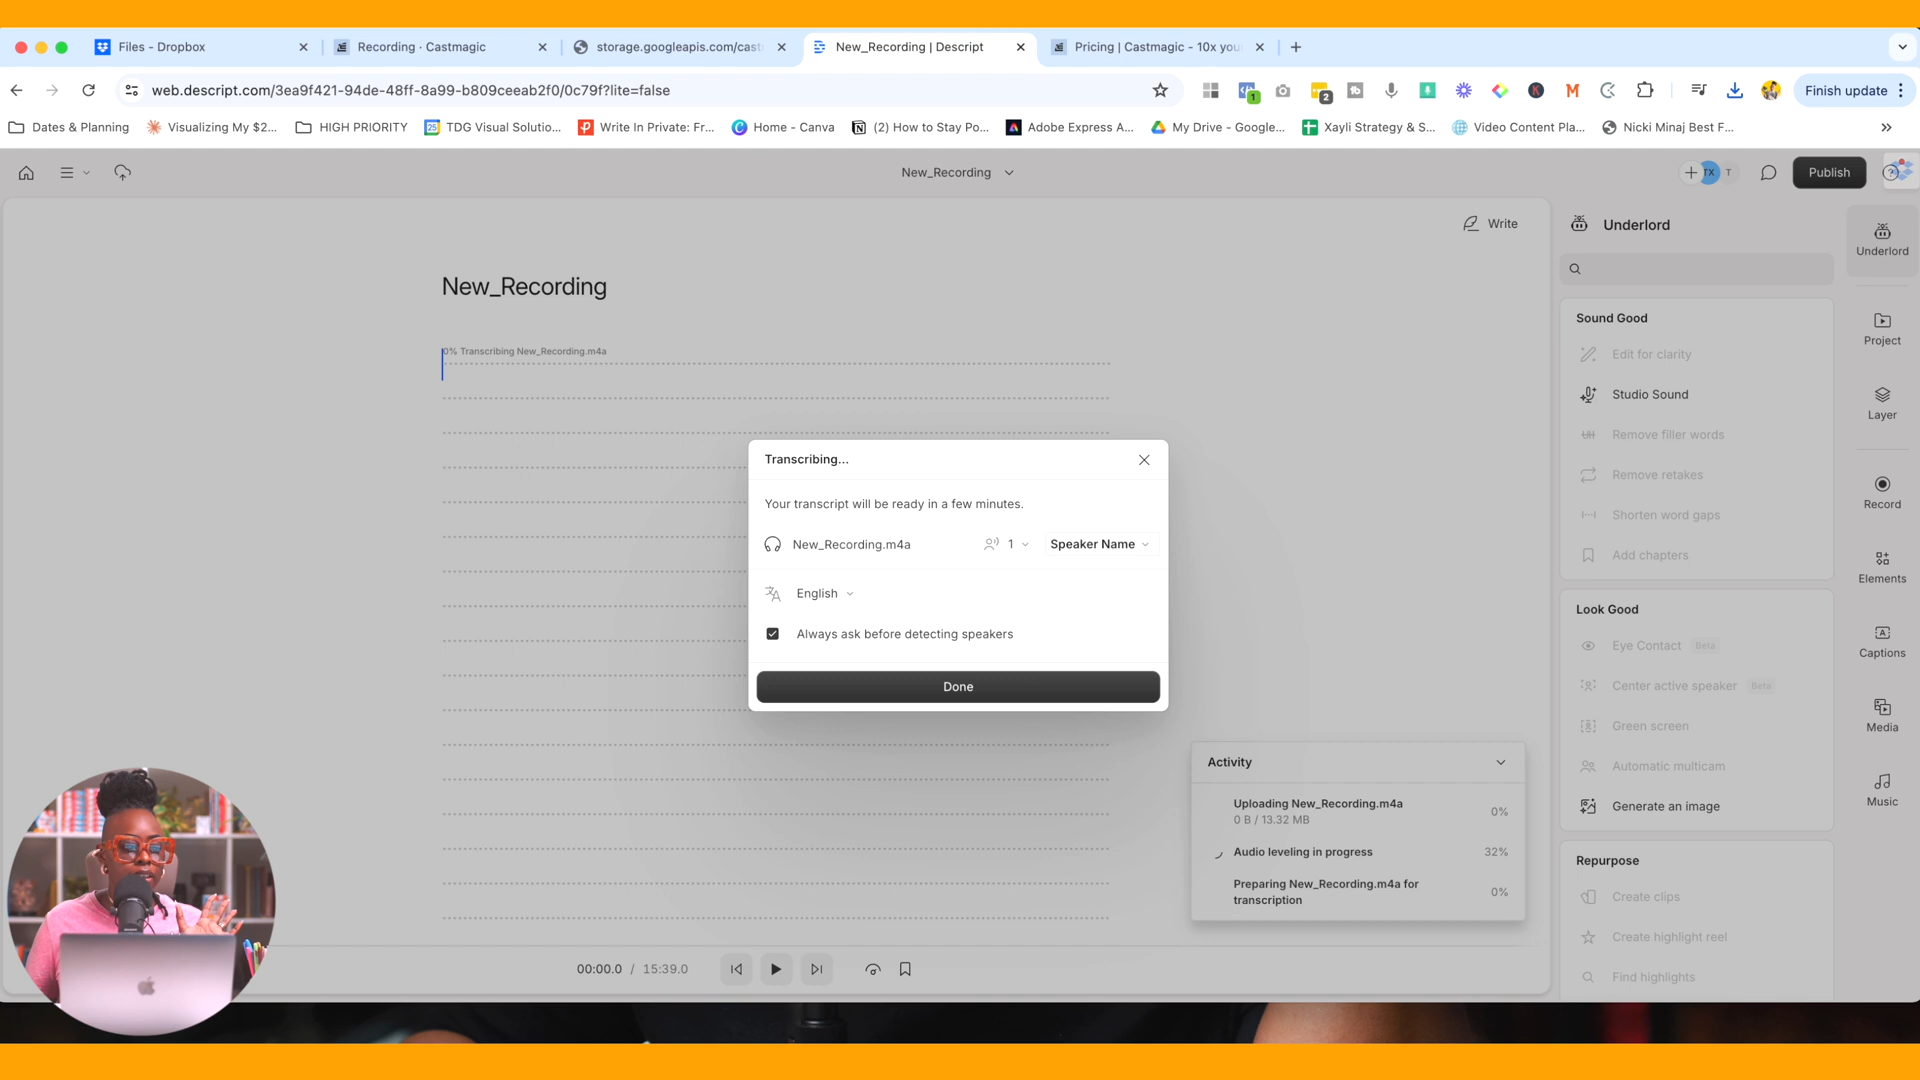 Files - Dropbox
Recording · Castmagic
storage.googleapis.com/cast
New_Recording | Descript
Pricing | Castmagic - 10x you
web.descript.com/3ea9f421-94de-48ff-8a99-b809ceeab2f0/0c79f?lite=false
1
2
Finish update
Dates & Planning
Visualizing My $2...
HIGH PRIORITY
TDG Visual Solutio...
Write In Private: Fr...
Home - Canva
(2) How to Stay Po...
Adobe Express A...
My Drive - Google...
Xayli Strategy & S...
Video Content Pla...
Nicki Minaj Best F...
New_Recording
TX
T
Publish
Write
New_Recording
0% Transcribing New_Recording.m4a
Transcribing...
Your transcript will be ready in a few minutes.
New_Recording.m4a
1
Speaker Name
English
Always ask before detecting speakers
Done
Activity
Uploading New_Recording.m4a
0 B / 13.32 MB
0%
Audio leveling in progress
32%
Preparing New_Recording.m4a for
transcription
0%
00:00.0 / 15:39.0
Underlord
Sound Good
Edit for clarity
Studio Sound
Remove filler words
Remove retakes
Shorten word gaps
Add chapters
Look Good
Eye Contact Beta
Center active speaker Beta
Green screen
Automatic multicam
Generate an image
Repurpose
Create clips
Create highlight reel
Find highlights
Underlord
Project
Layer
Record
Elements
Captions
Media
Music